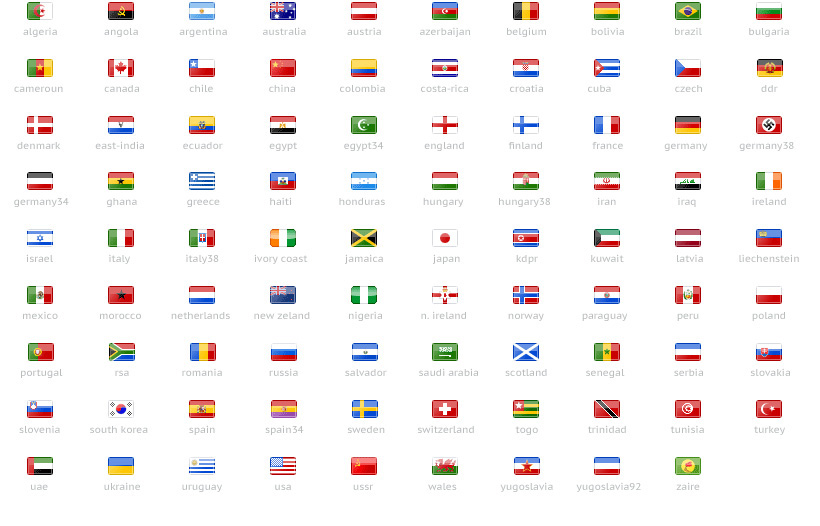 algeria angola argentina australia austria azerbaijan belgium bolivia brazil bulgaria
cameroun canada chile china colombia costa-rica croatia cuba czech ddr
denmark east-india ecuador egypt egypt34 england finland france germany germany38
germany34 ghana greece haiti honduras hungary hungary38 iran iraq ireland
israel italy italy38 ivory coast jamaica japan kdpr kuwait latvia liechenstein
mexico morocco netherlands new zeland nigeria n. ireland norway paraguay peru poland
portugal rsa romania russia salvador saudi arabia scotland senegal serbia slovakia
slovenia south korea spain spain34 sweden switzerland togo trinidad tunisia turkey
uae ukraine uruguay usa ussr wales yugoslavia yugoslavia92 zaire